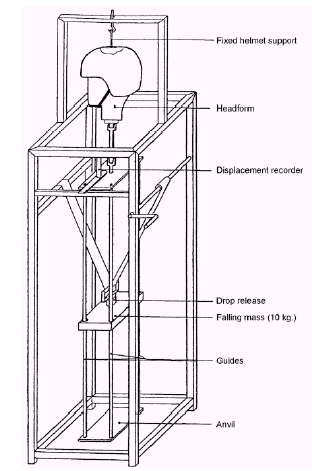 Fixed helmet support
Headform
Displacement recorder
Drop release
Falling mass (10 kg.)
Guides
Anvil